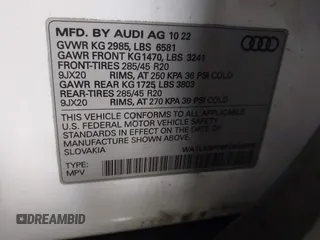 MFD. BY AUDI AG 10 22
GVWR KG 2985, LBS 6581
GAWR FRONT KG1470, LBS 3241
FRONT-TIRES 285/45 R20
9JX20 RIMS, AT 250 KPA 36 PSI COLD
GAWR REAR KG 1725, LBS 3803
REAR-TIRES 285/45 R20
9JX20 RIMS, AT 270 KPA 39 PSI COLD
THIS VEHICLE CONFORMS TO ALL
APPLICABLE U.S. FEDERAL MOTOR
VEHICLE SAFETY STANDARDS
IN EFFECT ON THE DATE OF
MANUFACTURE SHOWN ABOVE.
SLOVAKIA
TYPE:
MPV
DREAMBID
DREAMBID.COM